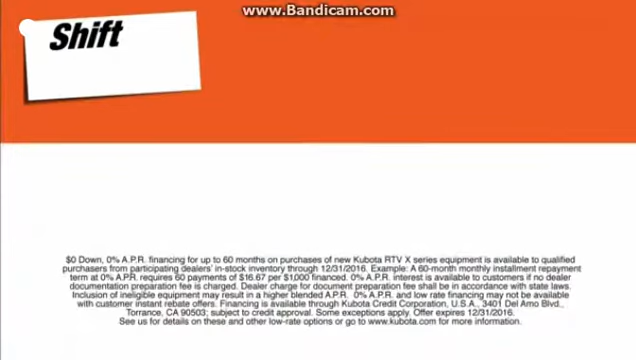 www.Bandicam.com
Shift
$0 Down, 0% A.P.R. financing for up to 60 months on purchases of new Kubota RTV X series equipment is available to qualified
purchasers from participating dealers' in-stock inventory through 12/31/2016. Example: A 60-month monthly installment repayment
term at 0% A.P.R. requires 60 payments of $16.67 per $1,000 financed. 0% A.P.R. interest is available to customers if no dealer
documentation preparation fee is charged. Dealer charge for document preparation fee shall be in accordance with state laws.
Inclusion of ineligible equipment may result in a higher blended A.P.R. 0% A.P.R. and low rate financing may not be available
with customer instant rebate offers. Financing is available through Kubota Credit Corporation, U.S.A., 3401 Del Amo Blvd.,
Torrance, CA 90503; subject to credit approval. Some exceptions apply. Offer expires 12/31/2016.
See us for details on these and other low-rate options or go to www.kubota.com for more information.